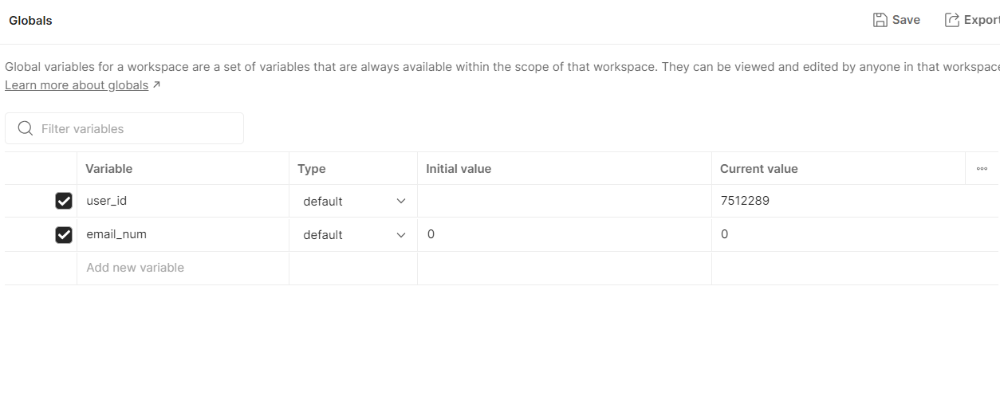 Globals
Save
Export
Global variables for a workspace are a set of variables that are always available within the scope of that workspace. They can be viewed and edited by anyone in that workspace
Learn more about globals ↗
Filter variables
Variable Type Initial value Current value
user_id default 7512289
email_num default 0 0
Add new variable